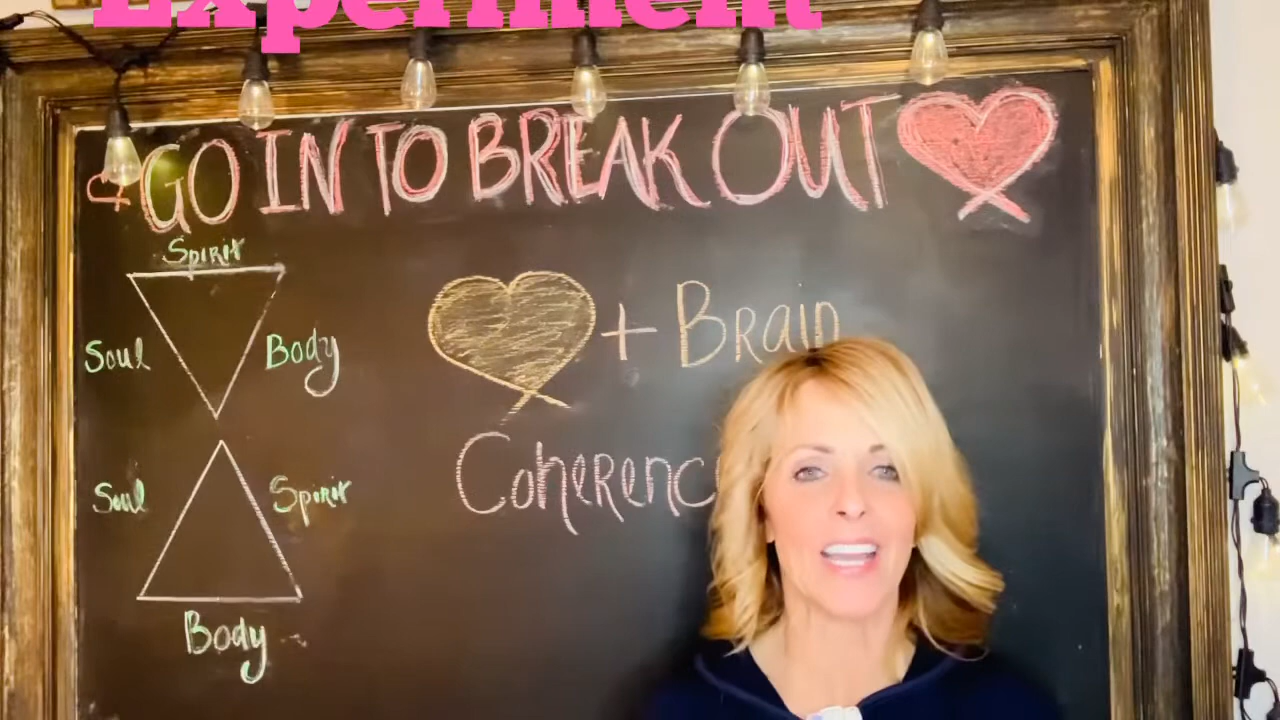 Experiment
GO IN TO BREAK OUT
Spirit
Soul Body
+ Brain
Coherenc
Soul Spirit
Body